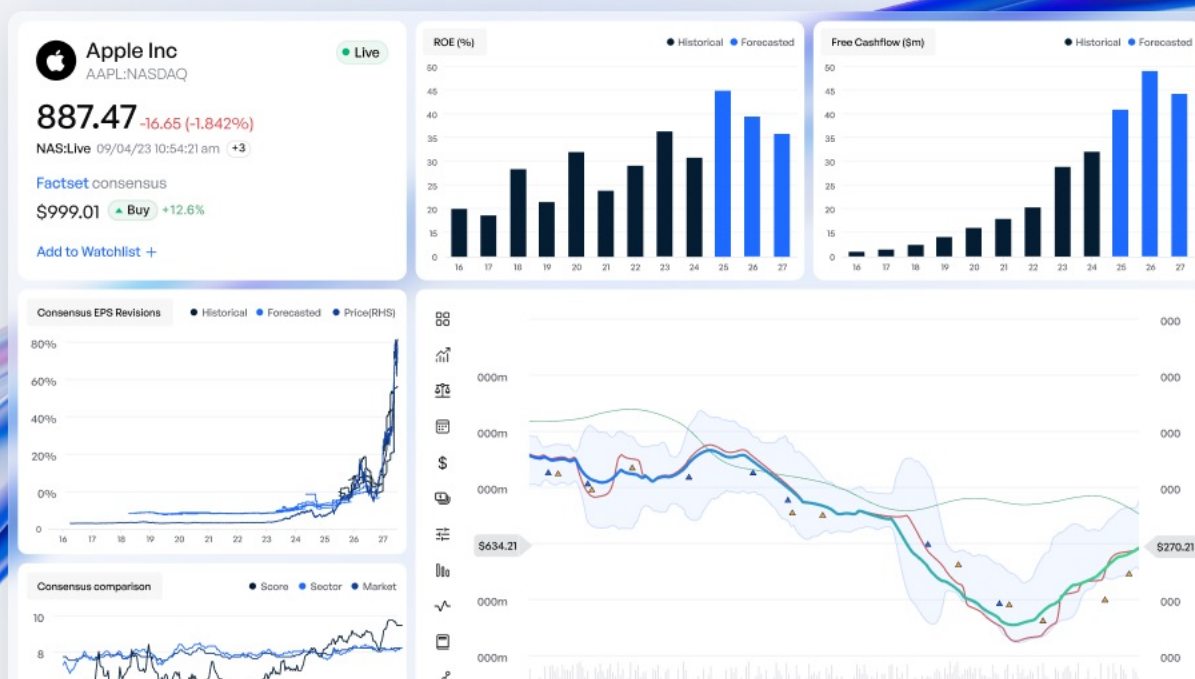 Apple Inc
AAPL:NASDAQ
Live
887.47 -16.65 (-1.842%)
NAS:Live 09/04/23 10:54:21 am +3
Factset consensus
$999.01 Buy +12.6%
Add to Watchlist +
ROE (%)
Historical Forecasted
50
45
40
35
30
25
20
15
0
16 17 18 19 20 21 22 23 24 25 26 27
Free Cashflow ($m)
Historical Forecasted
50
45
40
35
30
25
20
15
0
16 17 18 19 20 21 22 23 24 25 26 27
Consensus EPS Revisions
Historical Forecasted Price(RHS)
80%
60%
40%
20%
0%
0
16 17 18 19 20 21 22 23 24 25 26 27
Consensus comparison
Score Sector Market
10
8
$
000m
000m
000m
$634.21
000m
000m
000
000
000
000
$270.21
000
000